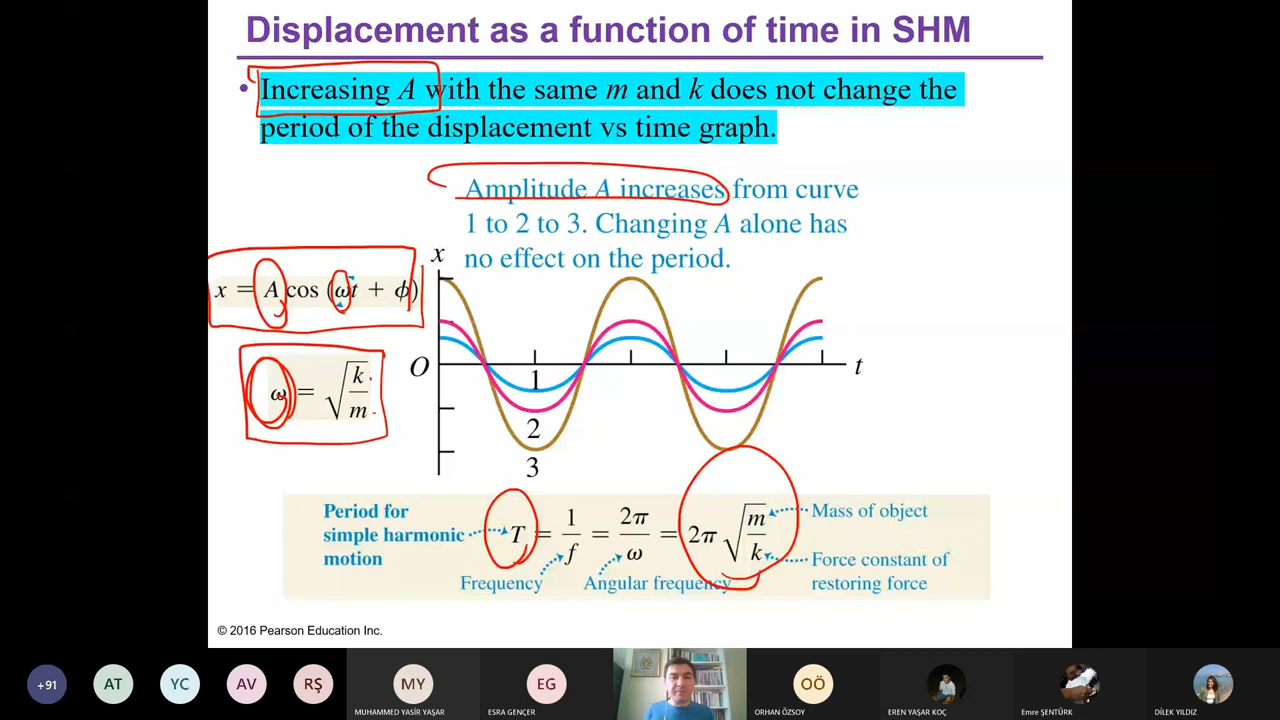 Displacement as a function of time in SHM
• Increasing A with the same m and k does not change the
period of the displacement vs time graph.
Amplitude A increases from curve
1 to 2 to 3. Changing A alone has
no effect on the period.
x
x = A cos (ωt + ϕ)
ω = √k/m
O
t
1
2
3
Period for
simple harmonic
motion
T = 1/f = 2π/ω = 2π √m/k
Mass of object
Force constant of
restoring force
Frequency
Angular frequency
© 2016 Pearson Education Inc.
+91
AT
YC
AV
RŞ
MY
EG
OÖ
MUHAMMED YASİR YAŞAR
ESRA GENÇER
ORHAN ÖZSOY
EREN YAŞAR KOÇ
Emre ŞENTÜRK
DİLEK YILDIZ